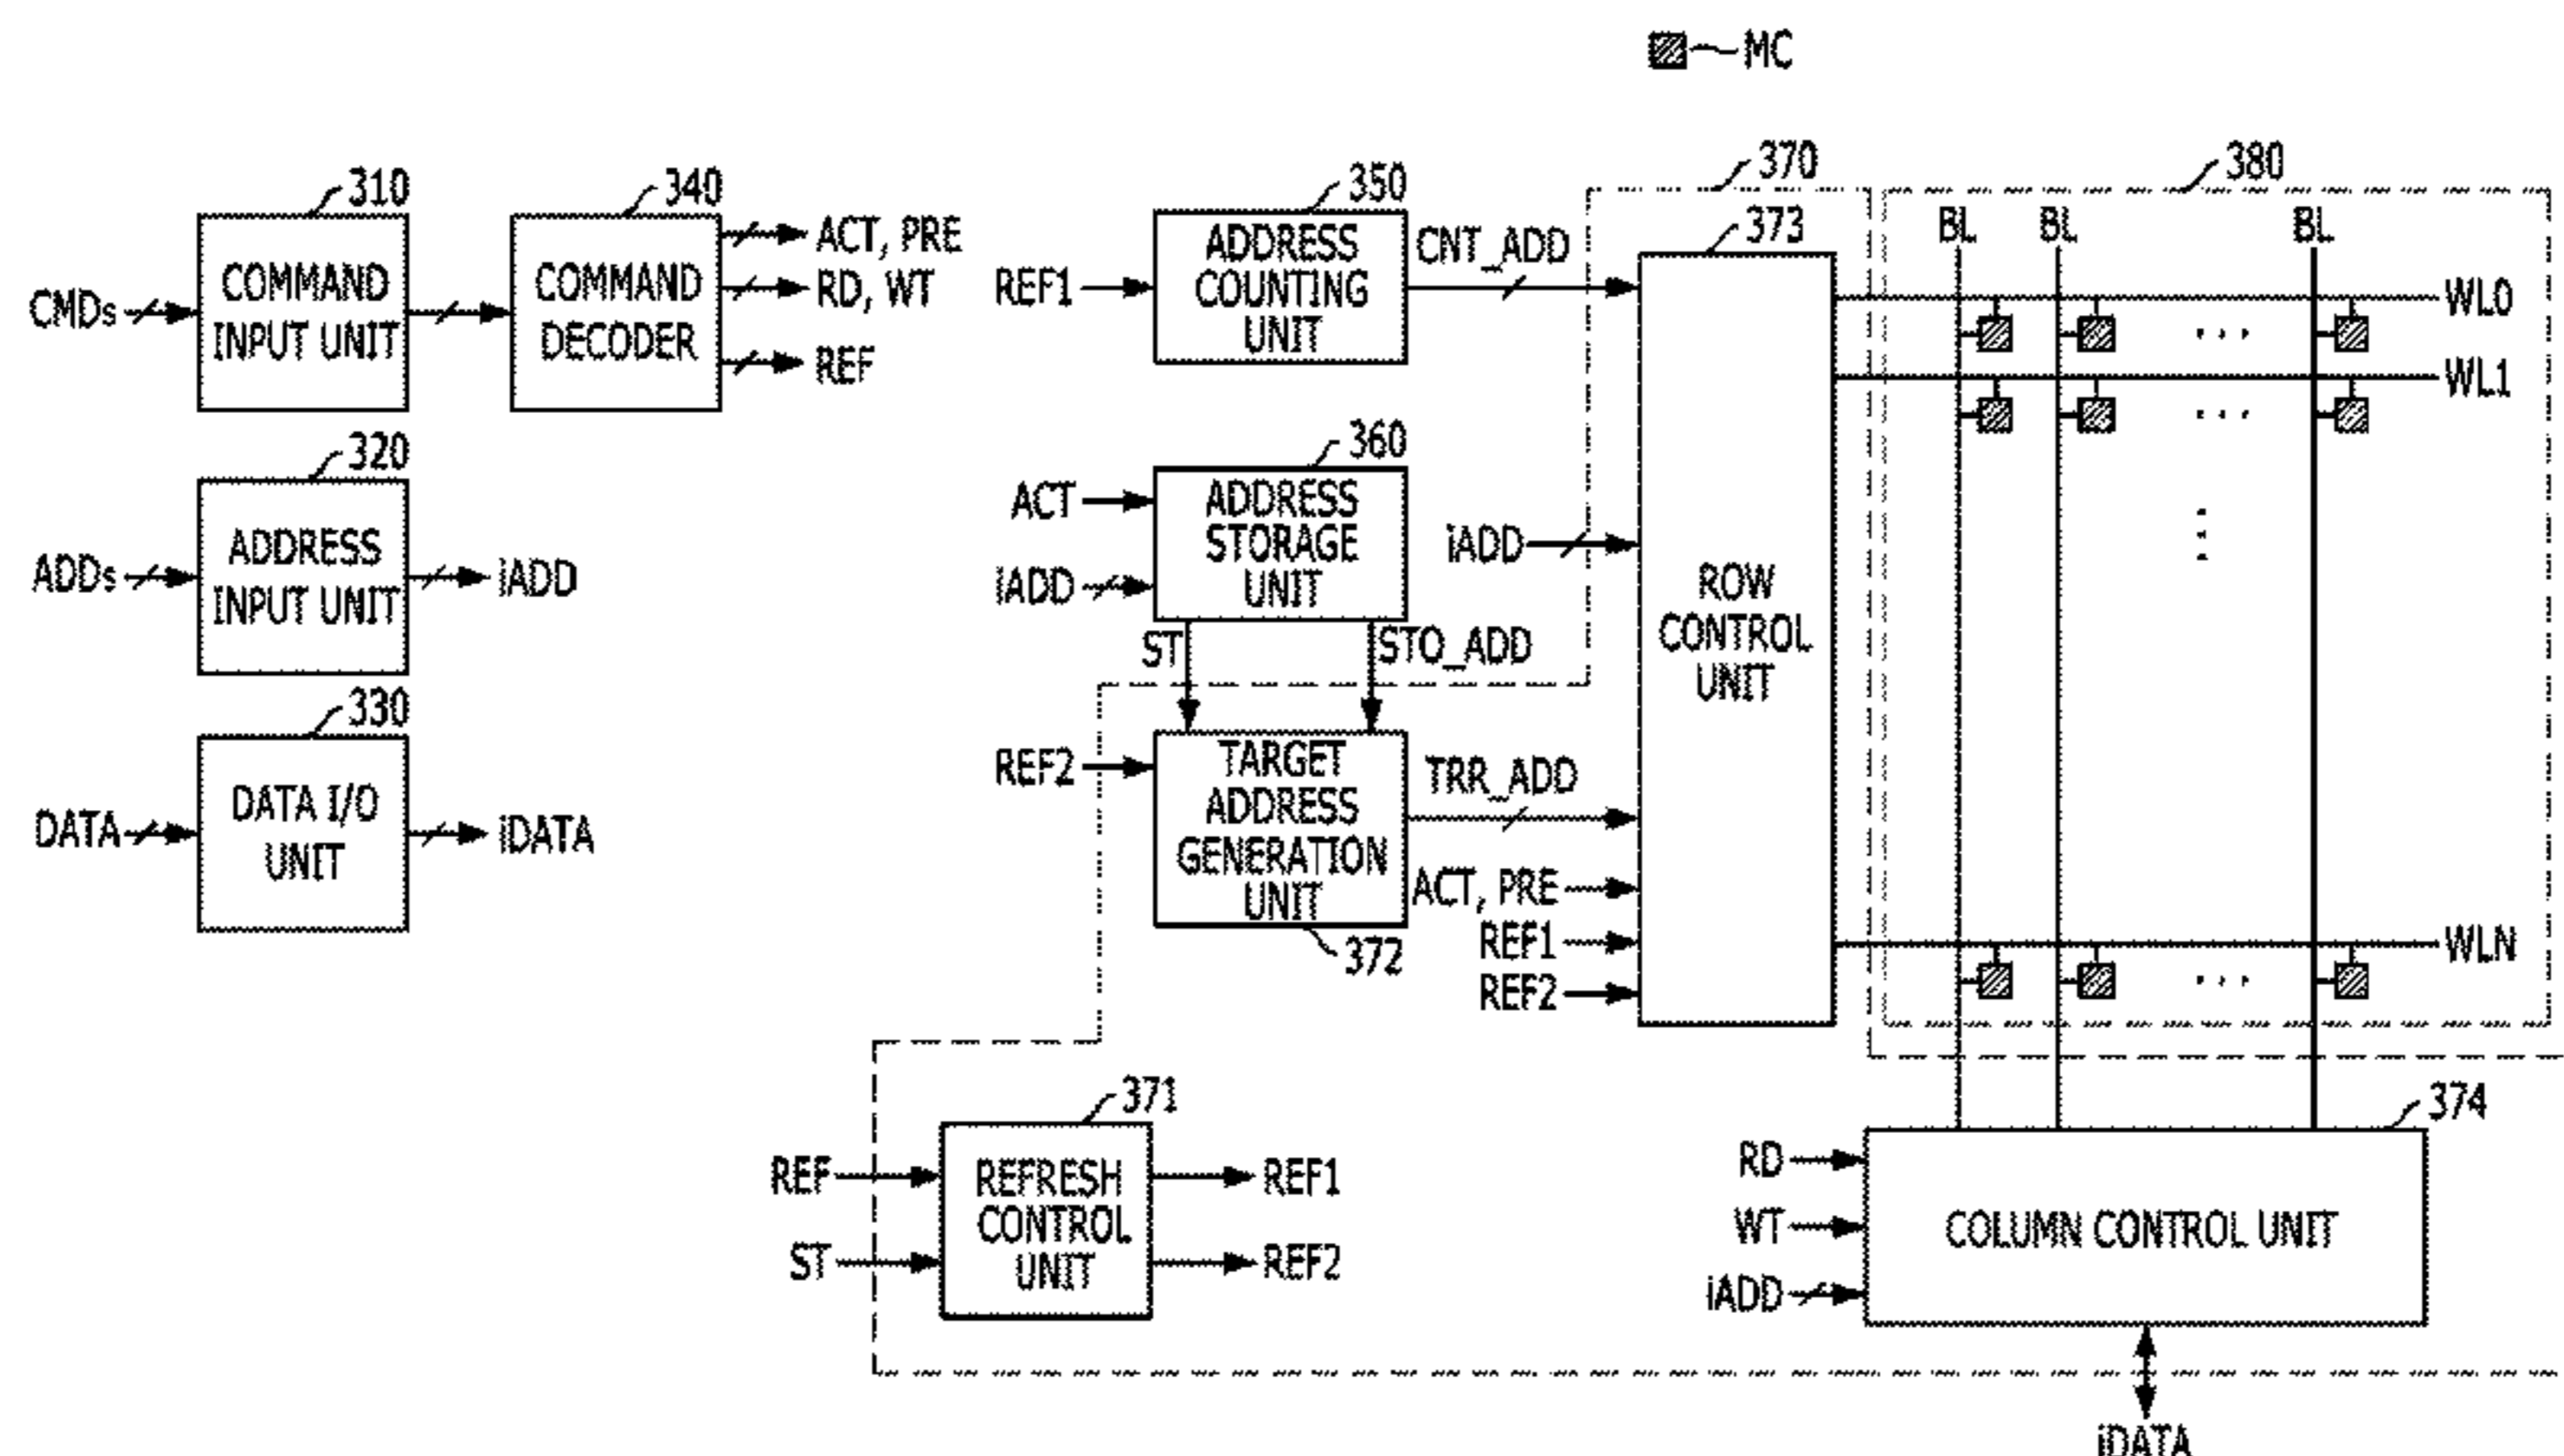 MC
310
340
350
370
380
CMDs
COMMAND
INPUT UNIT
COMMAND
DECODER
ACT, PRE
RD, WT
REF
REF1
ADDRESS
COUNTING
UNIT
CNT_ADD
373
BL
BL
BL
WL0
WL1
320
ADDs
ADDRESS
INPUT UNIT
iADD
360
ACT
iADD
ADDRESS
STORAGE
UNIT
ST
STO_ADD
iADD
ROW
CONTROL
UNIT
330
DATA
DATA I/O
UNIT
iDATA
REF2
TARGET
ADDRESS
GENERATION
UNIT
372
TRR_ADD
ACT, PRE
REF1
REF2
WLN
371
REF
ST
REFRESH
CONTROL
UNIT
REF1
REF2
374
RD
WT
iADD
COLUMN CONTROL UNIT
iDATA